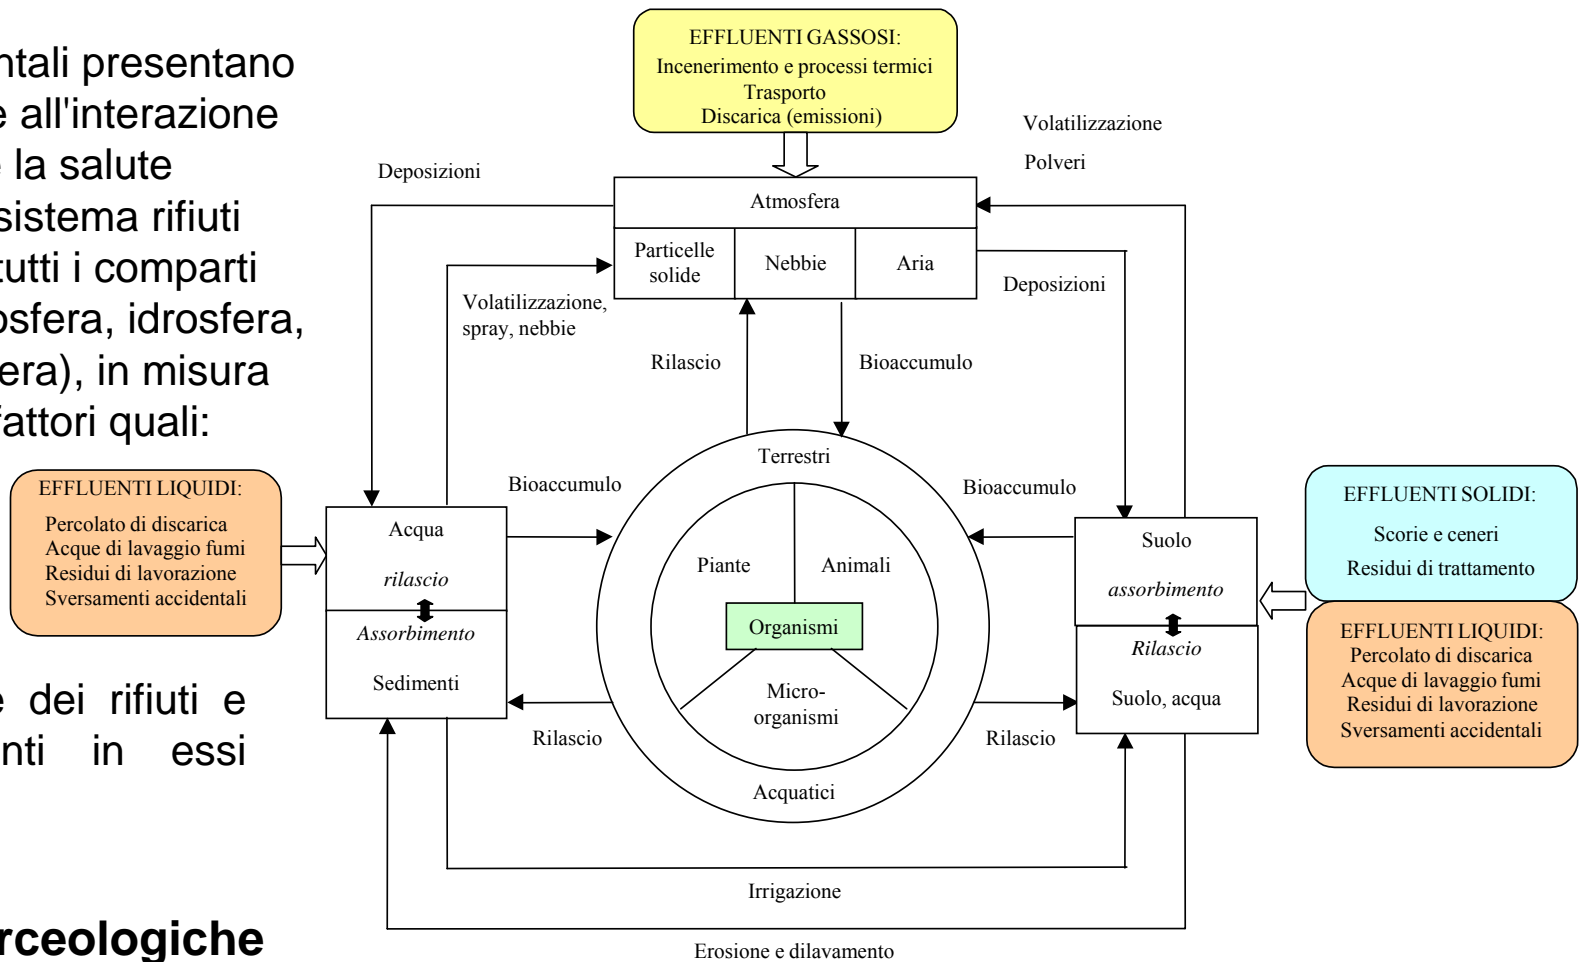 ntali presentano
e all'interazione
e la salute
sistema rifiuti
tutti i comparti
osfera, idrosfera,
era), in misura
fattori quali:
e dei rifiuti e
nti in essi
rceologiche
EFFLUENTI GASSOSI:
Incenerimento e processi termici
Trasporto
Discarica (emissioni)
Volatilizzazione
Polveri
Deposizioni
Atmosfera
Particelle
solide
Nebbie
Aria
Deposizioni
Volatilizzazione,
spray, nebbie
Rilascio
Bioaccumulo
EFFLUENTI LIQUIDI:
Percolato di discarica
Acque di lavaggio fumi
Residui di lavorazione
Sversamenti accidentali
Bioaccumulo
Terrestri
Bioaccumulo
Acqua
rilascio
Assorbimento
Sedimenti
Piante
Animali
Organismi
Micro-
organismi
Acquatici
Suolo
assorbimento
Rilascio
Suolo, acqua
EFFLUENTI SOLIDI:
Scorie e ceneri
Residui di trattamento
EFFLUENTI LIQUIDI:
Percolato di discarica
Acque di lavaggio fumi
Residui di lavorazione
Sversamenti accidentali
Rilascio
Rilascio
Irrigazione
Erosione e dilavamento